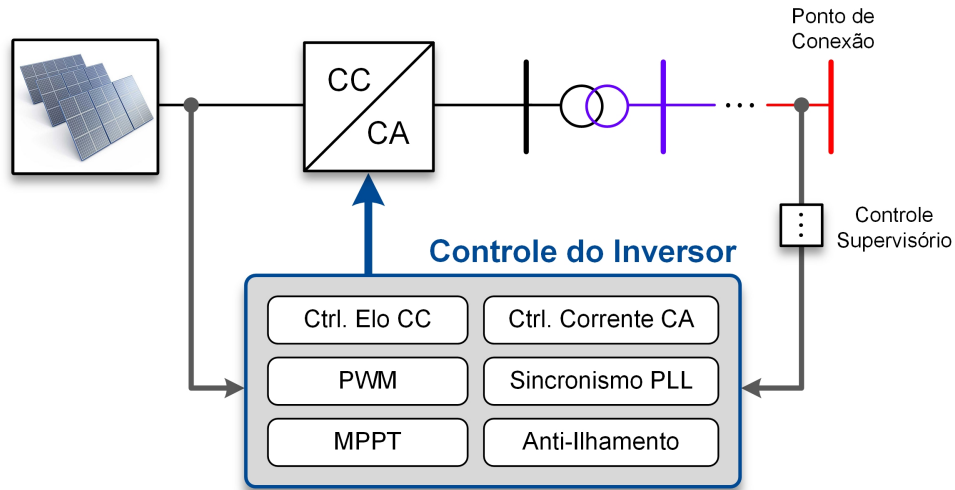 Ponto de
Conexão
CC
CA
Controle
Supervisório
Controle do Inversor
Ctrl. Elo CC
Ctrl. Corrente CA
PWM
Sincronismo PLL
MPPT
Anti-Ilhamento